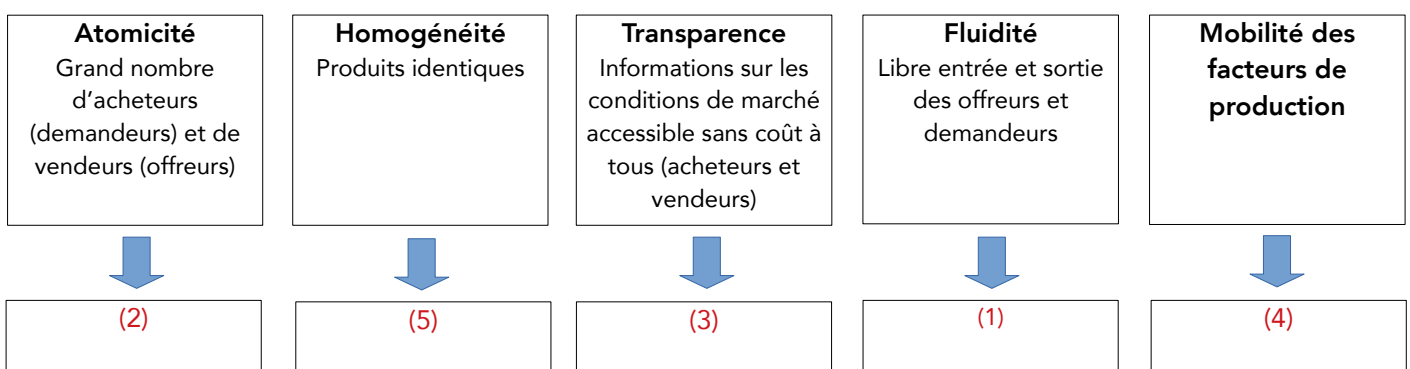 Atomicité
Grand nombre
d'acheteurs
(demandeurs) et de
vendeurs (offreurs)
Homogénéité
Produits identiques
Transparence
Informations sur les
conditions de marché
accessible sans coût à
tous (acheteurs et
vendeurs)
Fluidité
Libre entrée et sortie
des offreurs et
demandeurs
Mobilité des
facteurs de
production
(2)
(5)
(3)
(1)
(4)